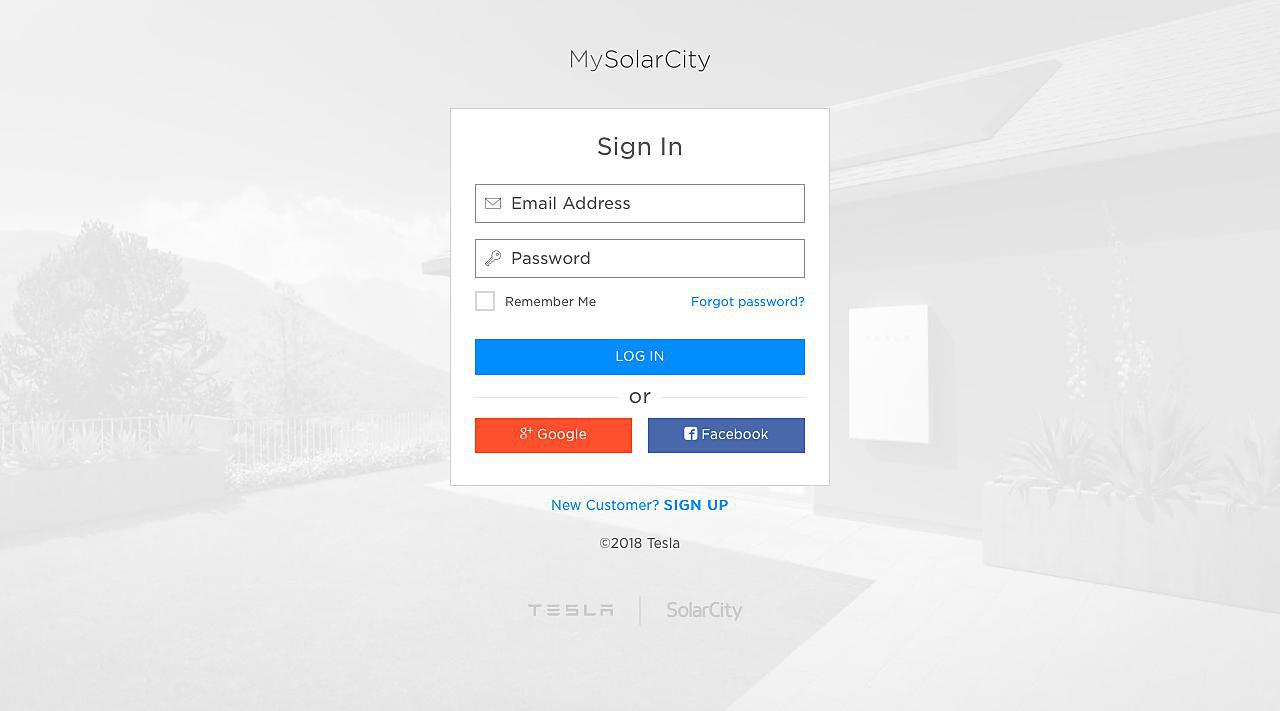 MySolarCity
Sign In
Email Address
Password
Remember Me
Forgot password?
LOG IN
or
Google
Facebook
New Customer? SIGN UP
©2018 Tesla
TESLA
SolarCity